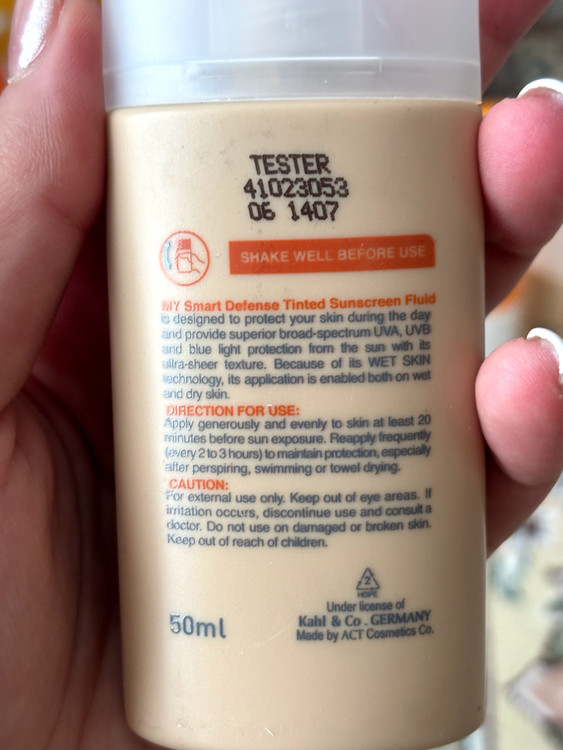 TESTER
41023053
06 1407
SHAKE WELL BEFORE USE
MY Smart Defense Tinted Sunscreen Fluid
is designed to protect your skin during the day
and provide superior broad-spectrum UVA, UVB
and blue light protection from the sun with its
ultra-sheer texture. Because of its WET SKIN
technology, its application is enabled both on wet
and dry skin.
DIRECTION FOR USE:
Apply generously and evenly to skin at least 20
minutes before sun exposure. Reapply frequently
(every 2 to 3 hours) to maintain protection, especially
after perspiring, swimming or towel drying.
CAUTION:
For external use only. Keep out of eye areas. If
irritation occurs, discontinue use and consult a
doctor. Do not use on damaged or broken skin.
Keep out of reach of children.
2
HDPE
Under license of
Kahl & Co . GERMANY
Made by ACT Cosmetics Co.
50ml